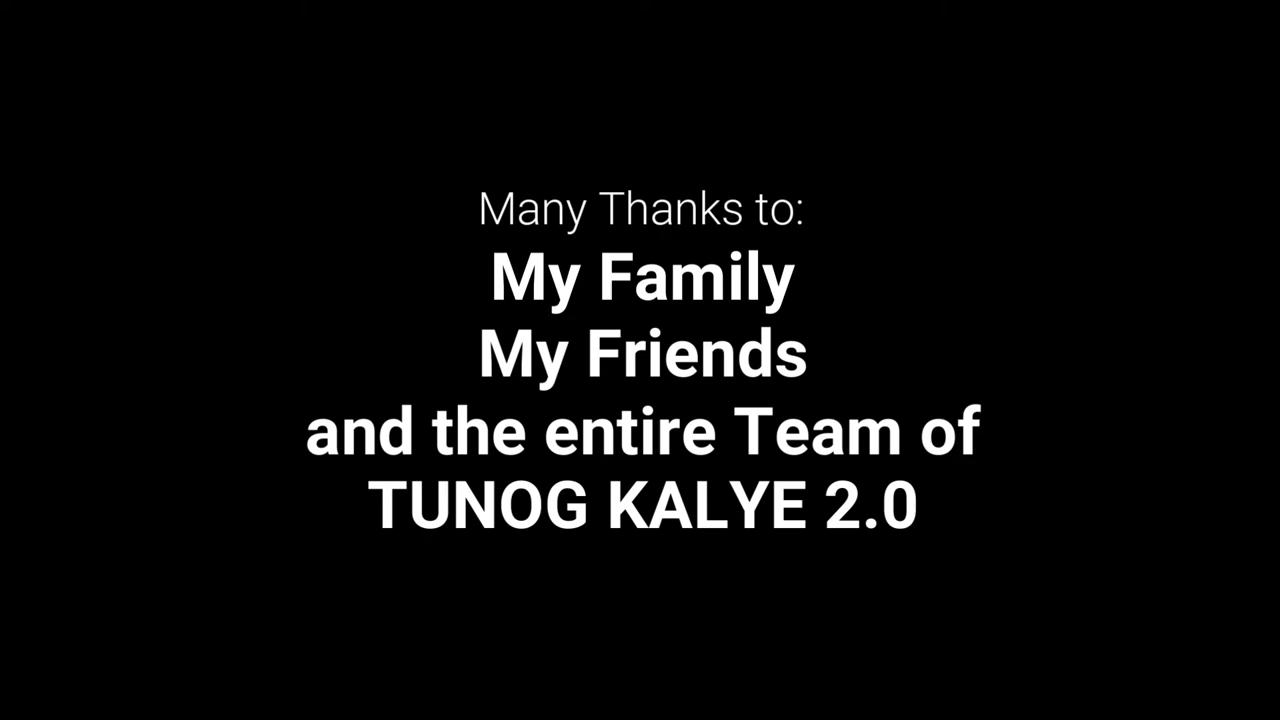 Many Thanks to:
My Family
My Friends
and the entire Team of
TUNOG KALYE 2.0